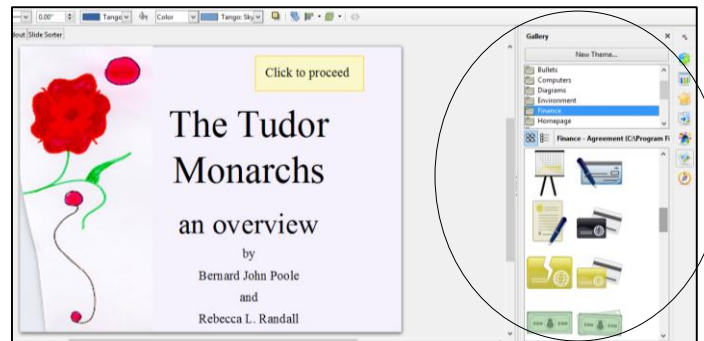 0.00"
Tango
Color
Tango: Sky
Slide Sorter
Click to proceed
The Tudor
Monarchs
an overview
by
Bernard John Poole
and
Rebecca L. Randall
Gallery
New Theme...
Bullets
Computers
Diagrams
Environment
Finance
Homepage
Finance - Agreement (C:\Program Fi